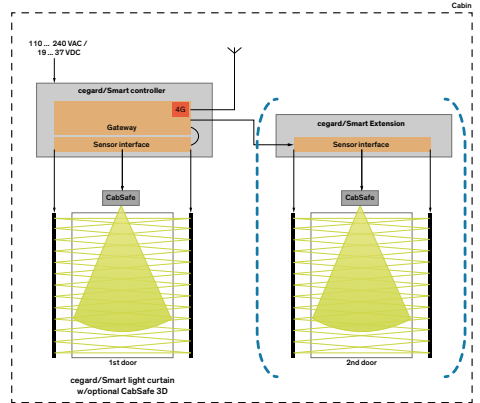 Cabin
110 ... 240 VAC /
19 ... 37 VDC
cegard/Smart controller
4G
Gateway
Sensor interface
cegard/Smart Extension
Sensor interface
CabSafe
CabSafe
1st door
2nd door
cegard/Smart light curtain
w/optional CabSafe 3D